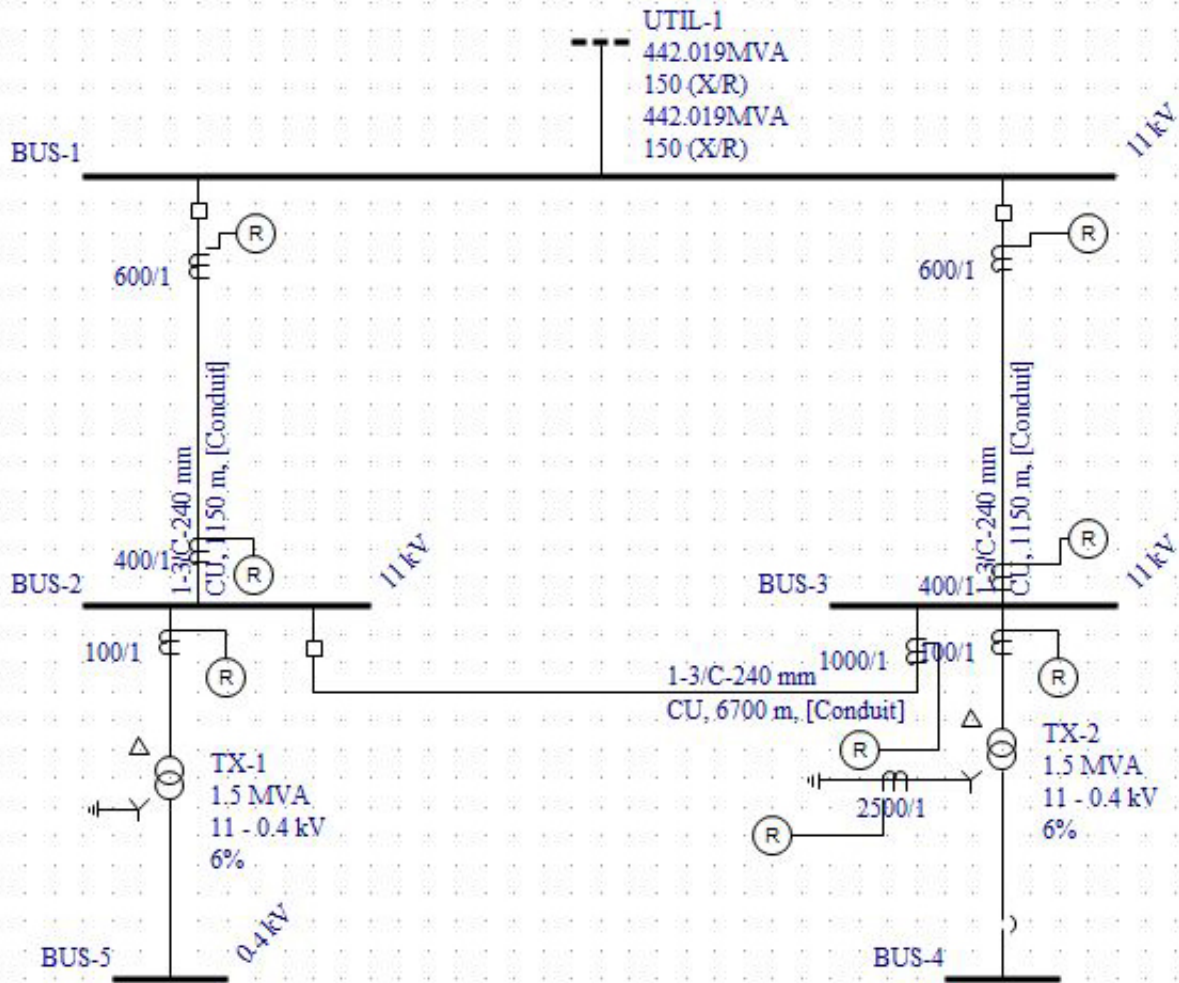 UTIL-1
442.019MVA
150 (X/R)
442.019MVA
150 (X/R)
BUS-1
11 kV
R
R
600/1
600/1
1-3/C-240 mm
CU, 1150 m, [Conduit]
1-3/C-240 mm
CU, 1150 m, [Conduit]
400/1
R
11 kV
R
400/1
11 kV
BUS-2
BUS-3
100/1
R
1000/1
100/1
R
1-3/C-240 mm
CU, 6700 m, [Conduit]
R
TX-1
1.5 MVA
11 - 0.4 kV
6%
2500/1
R
TX-2
1.5 MVA
11 - 0.4 kV
6%
BUS-5
0.4 kV
BUS-4